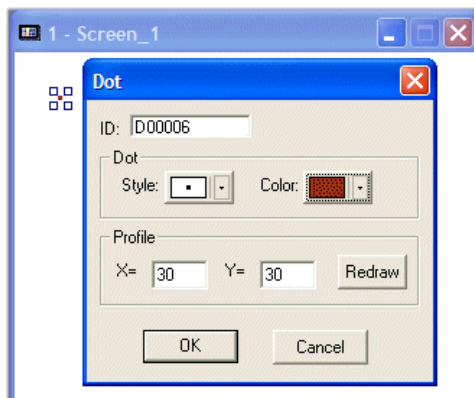 1 - Screen_1
Dot
ID: D00006
Dot
Style: Color:
Profile
X= 30 Y= 30 Redraw
OK Cancel